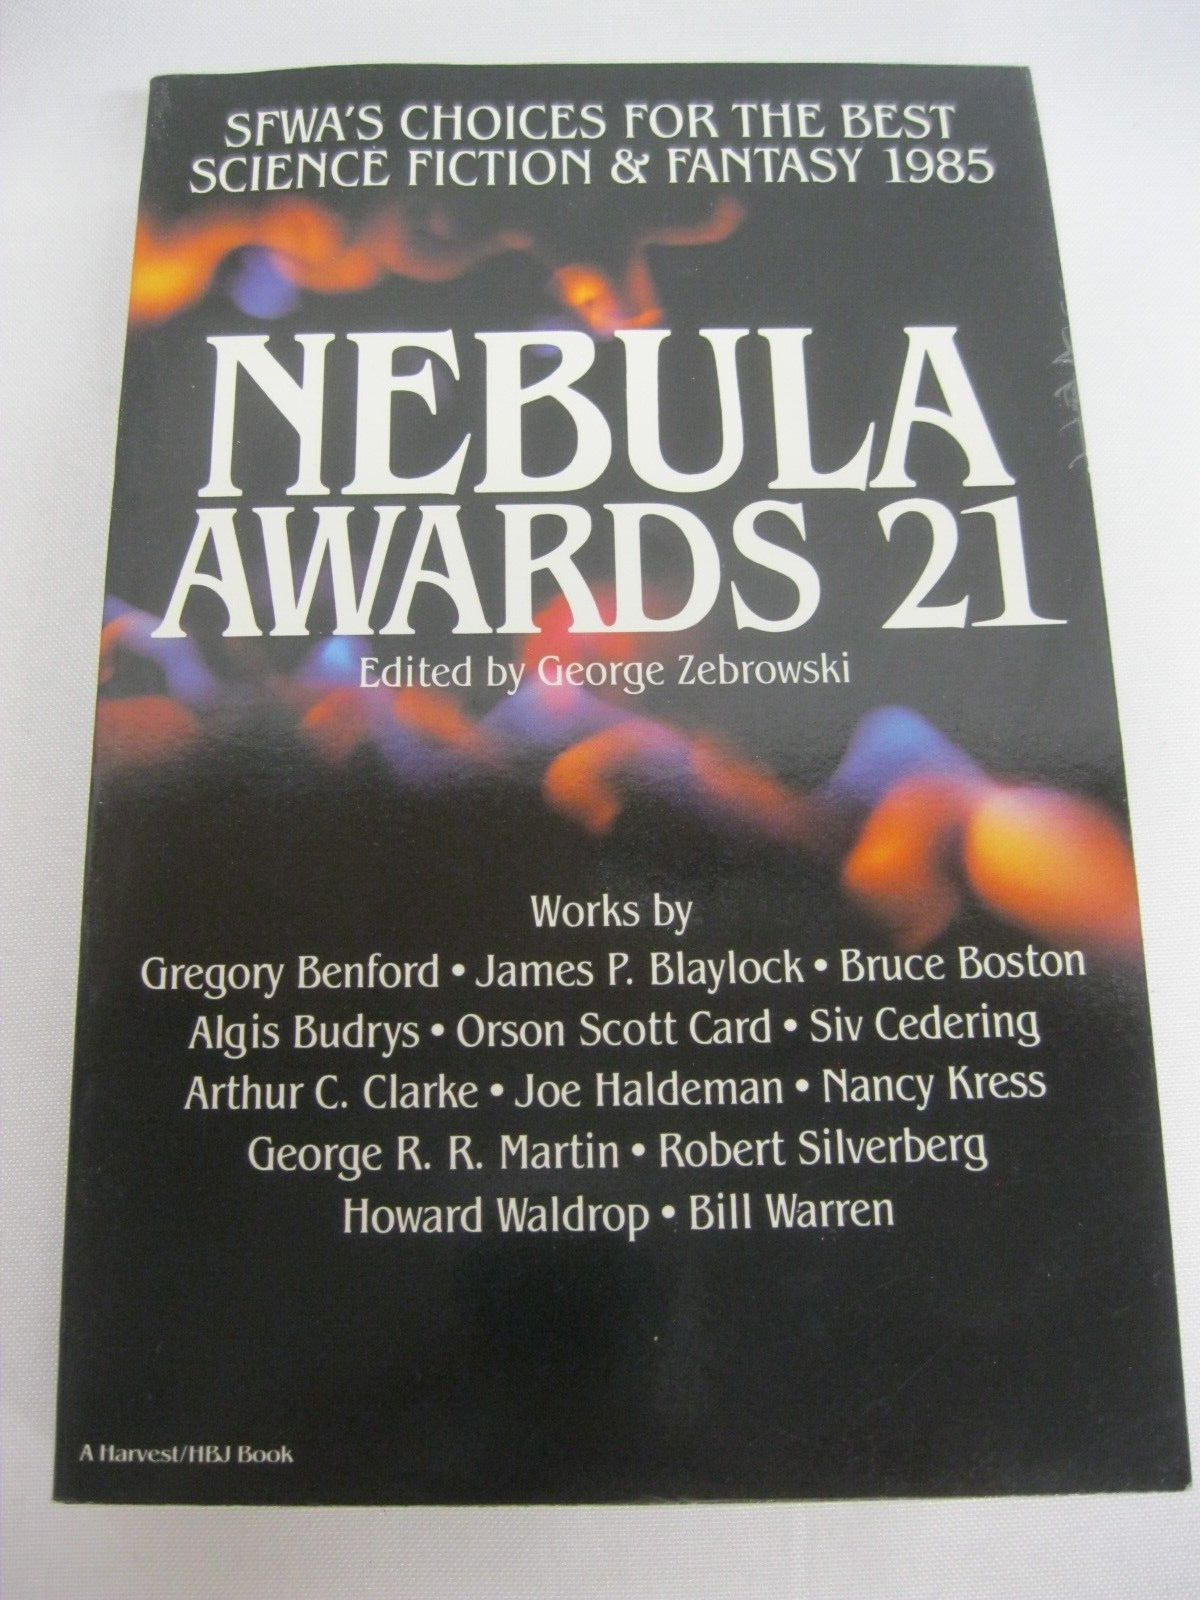 SFWA'S CHOICES FOR THE BEST
SCIENCE FICTION & FANTASY 1985
NEBULA
AWARDS 21
Edited by George Zebrowski
Works by
Gregory Benford • James P. Blaylock • Bruce Boston
Algis Budrys • Orson Scott Card • Siv Cedering
Arthur C. Clarke • Joe Haldeman • Nancy Kress
George R. R. Martin • Robert Silverberg
Howard Waldrop • Bill Warren
A Harvest/HBJ Book